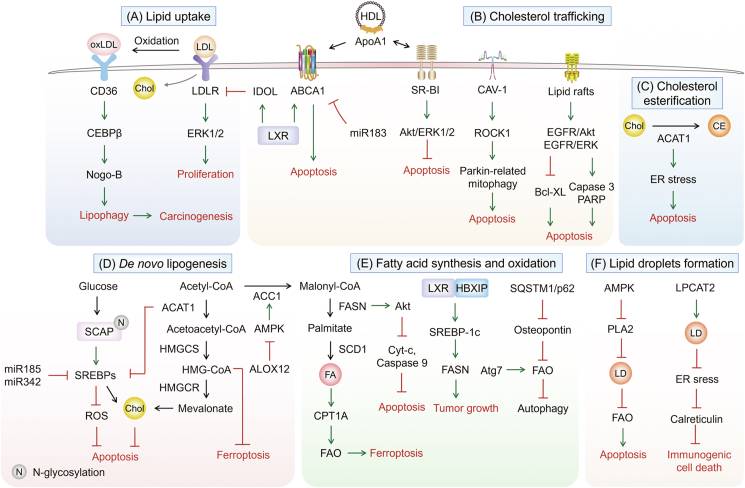 (A) Lipid uptake
oxLDL
Oxidation
LDL
CD36
Chol
LDLR
CEBPβ
ERK1/2
Nogo-B
Proliferation
Lipophagy
Carcinogenesis
HDL
ApoA1
(B) Cholesterol trafficking
IDOL
ABCA1
SR-BI
CAV-1
Lipid rafts
LXR
miR183
Akt/ERK1/2
ROCK1
EGFR/Akt
EGFR/ERK
Apoptosis
Apoptosis
Parkin-related
mitophagy
Bcl-XL
Capase 3
PARP
Apoptosis
Apoptosis
(C) Cholesterol
esterification
Chol
CE
ACAT1
ER stress
Apoptosis
(D) De novo lipogenesis
Glucose
Acetyl-CoA
Malonyl-CoA
ACC1
ACAT1
SCAP
N
Acetoacetyl-CoA
AMPK
HMGCS
miR185
miR342
SREBPs
HMG-CoA
ALOX12
HMGCR
ROS
Chol
Mevalonate
Apoptosis
Ferroptosis
N
N-glycosylation
(E) Fatty acid synthesis and oxidation
FASN
Akt
Palmitate
SCD1
Cyt-c,
Caspase 9
FA
Apoptosis
CPT1A
FAO
Ferroptosis
LXR
HBXIP
SREBP-1c
FASN
Tumor growth
SQSTM1/p62
Osteopontin
Atg7
FAO
Autophagy
(F) Lipid droplets formation
AMPK
PLA2
LD
FAO
Apoptosis
LPCAT2
LD
ER sress
Calreticulin
Immunogenic
cell death